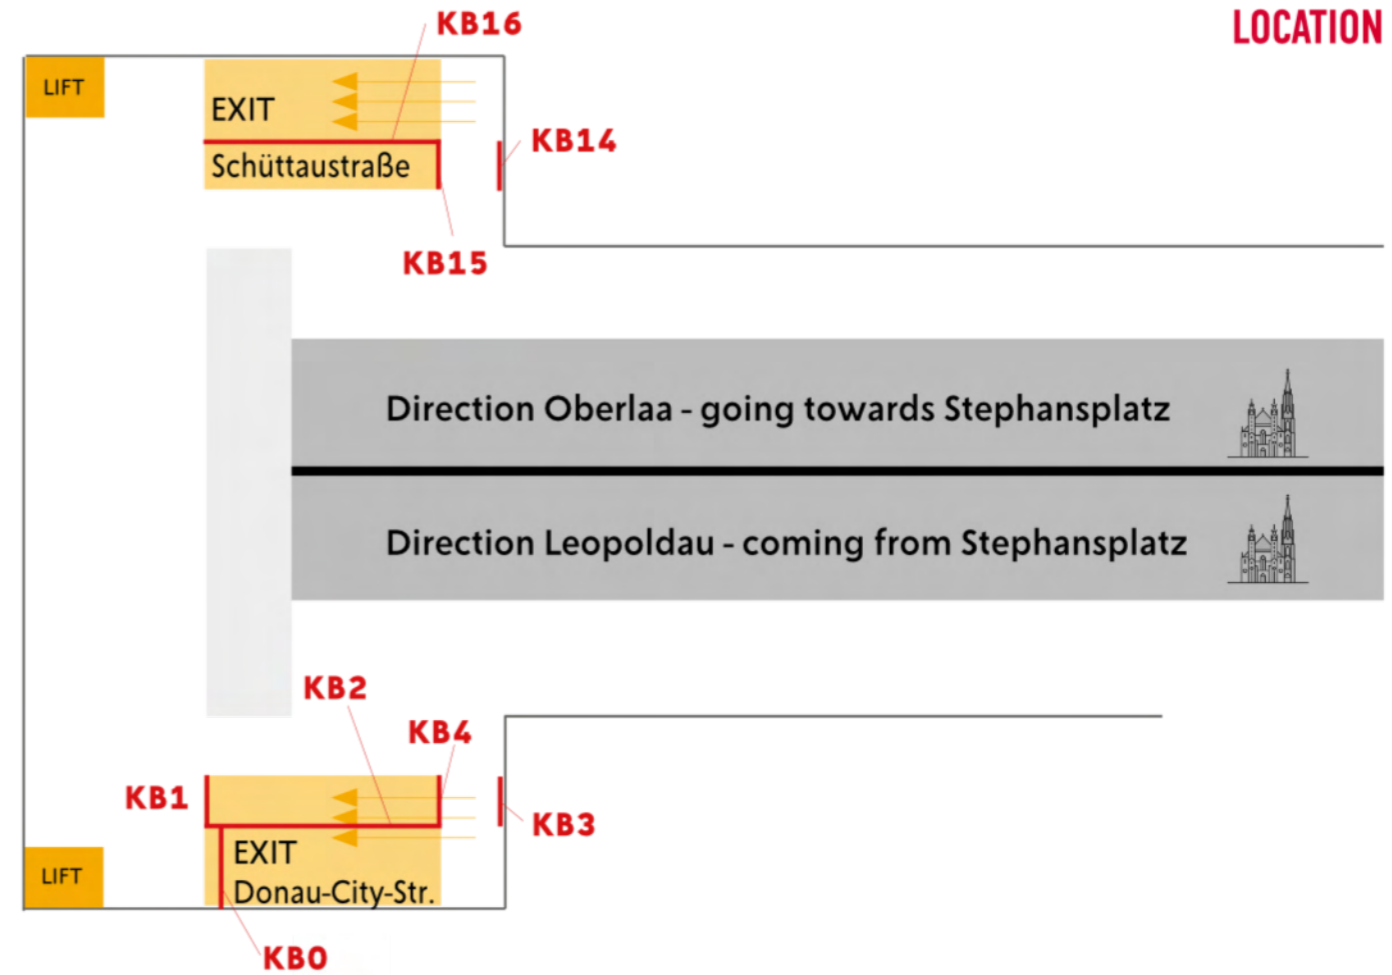 LOCATION
KB16
LIFT
EXIT
Schüttaustraße
KB14
KB15
Direction Oberlaa - going towards Stephansplatz
Direction Leopoldau - coming from Stephansplatz
KB2
KB4
KB1
KB3
EXIT
Donau-City-Str.
LIFT
KB0